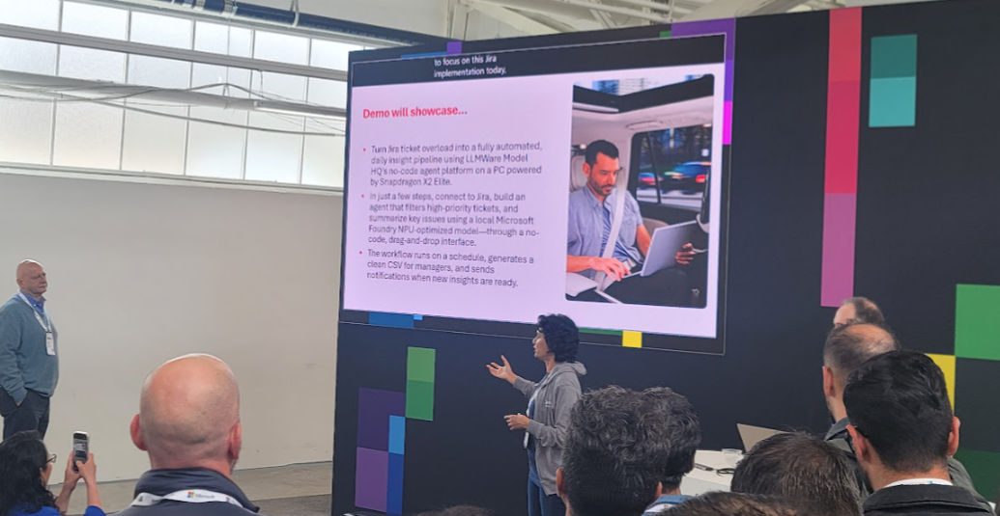 to focus on this Jira
implementation today,
Demo will showcase...
• Turn Jira ticket overload into a fully automated,
daily insight pipeline using LLMWare Model
HQ's no-code agent platform on a PC powered
by Snapdragon X2 Elite.
• In just a few steps, connect to Jira, build an
agent that filters high-priority tickets, and
summarize key issues using a local Microsoft
Foundry NPU-optimized model—through a no-
code, drag-and-drop interface.
• The workflow runs on a schedule, generates a
clean CSV for managers, and sends
notifications when new insights are ready.
Microsoft